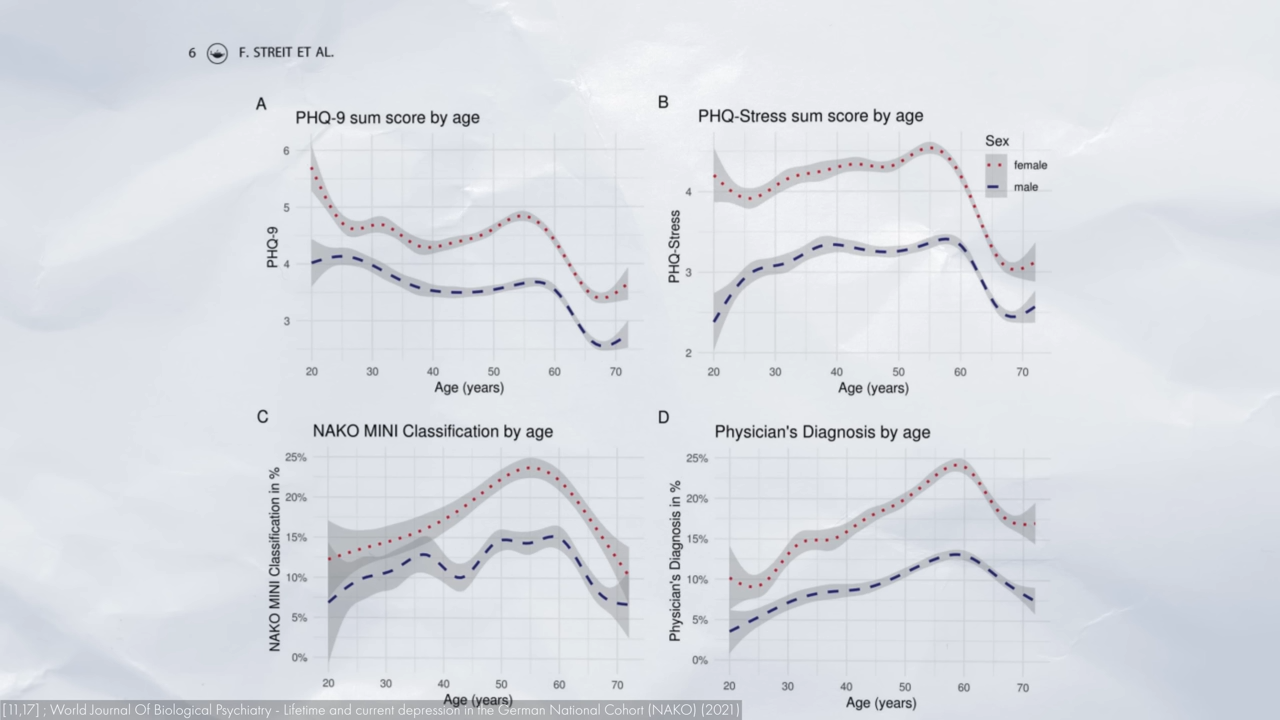 6 F. STREIT ET AL.
A
PHQ-9 sum score by age
PHQ-9
6
5
4
3
20 30 40 50 60 70
Age (years)
B
PHQ-Stress sum score by age
PHQ-Stress
4
3
2
20 30 40 50 60 70
Age (years)
Sex
female
male
C
NAKO MINI Classification by age
NAKO MINI Classification in %
25%
20%
15%
10%
5%
0%
20 30 40 50 60 70
Age (years)
D
Physician's Diagnosis by age
Physician's Diagnosis in %
25%
20%
15%
10%
5%
0%
20 30 40 50 60 70
Age (years)
[11,17] ; World Journal Of Biological Psychiatry - Lifetime and current depression in the German National Cohort (NAKO) (2021)